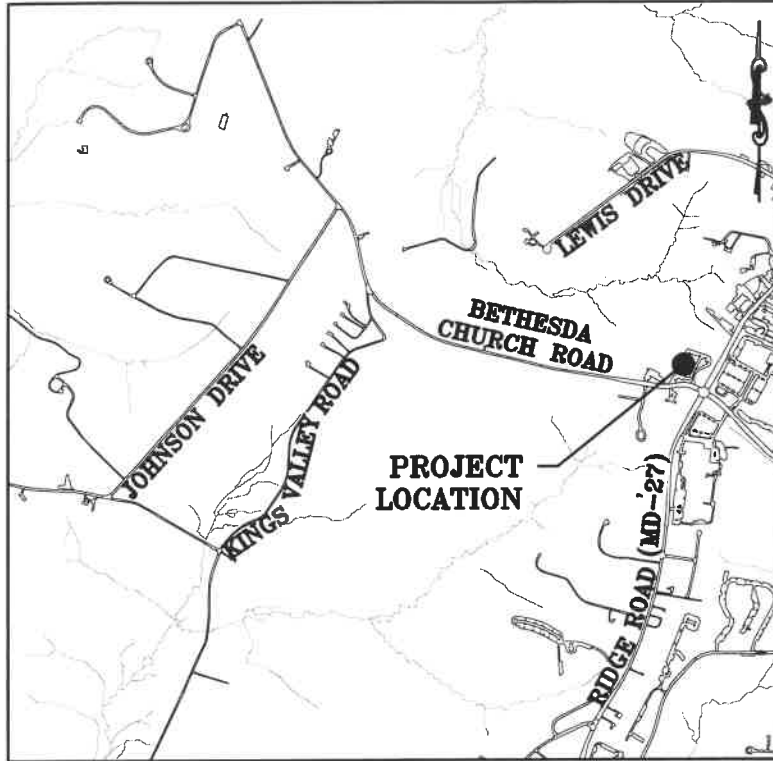 LEWIS DRIVE
BETHESDA
CHURCH ROAD
JOHNSON DRIVE
KINGS VALLEY ROAD
PROJECT
LOCATION
RIDGE ROAD (MD-'27)